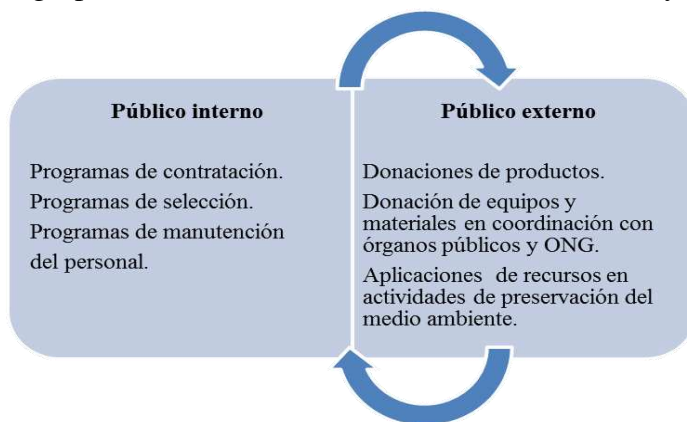 Público interno
Programas de contratación.
Programas de selección.
Programas de manutención
del personal.
Público externo
Donaciones de productos.
Donación de equipos y
materiales en coordinación con
órganos públicos y ONG.
Aplicaciones de recursos en
actividades de preservación del
medio ambiente.